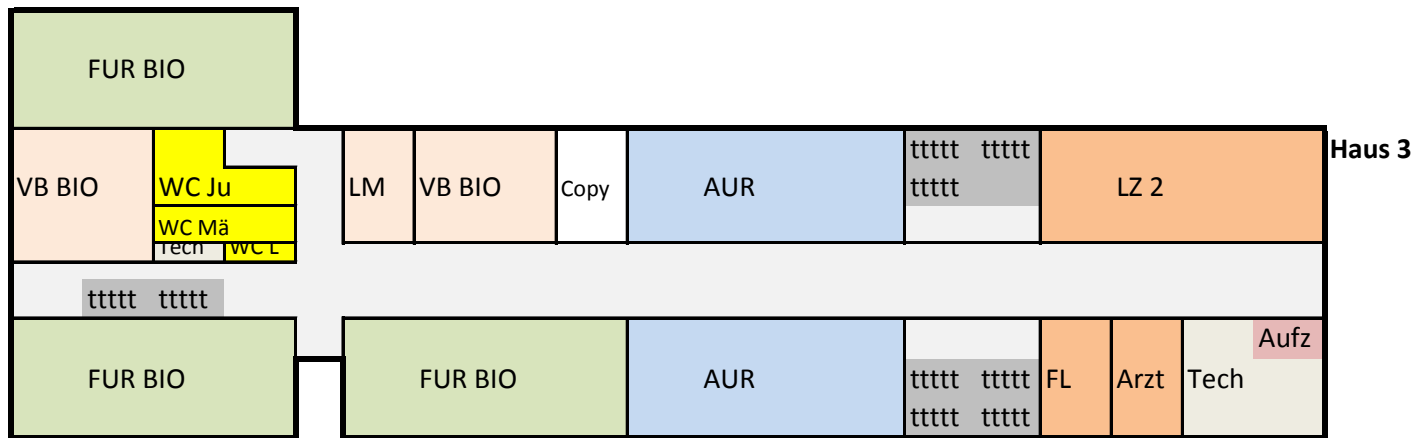 FUR BIO
ttttt ttttt Haus 3
VB BIO WC Ju LM VB BIO Copy AUR ttttt LZ 2
WC Mä
Tech WC L
ttttt ttttt
Aufz
FUR BIO FUR BIO AUR ttttt ttttt FL Arzt Tech
ttttt ttttt